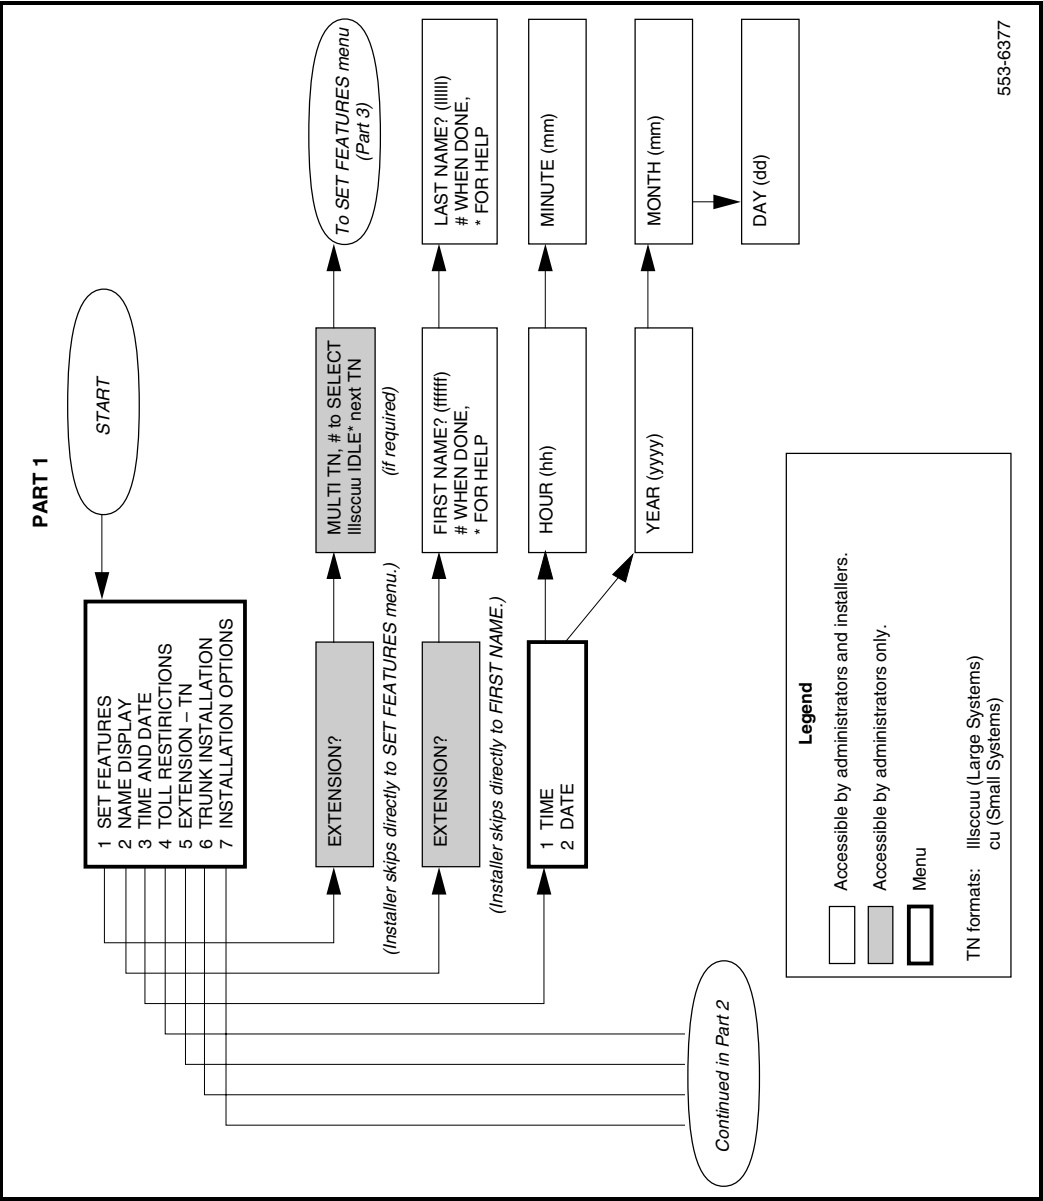 PART 1
START
1 SET FEATURES
2 NAME DISPLAY
3 TIME AND DATE
4 TOLL RESTIRICTIONS
5 EXTENSION – TN
6 TRUNK INSTALLATION
7 INSTALLATION OPTIONS
EXTENSION?
(Installer skips directly to SET FEATURES menu.)
MULTI TN, # to SELECT
lllsccuu IDLE* next TN
(if required)
To SET FEATURES menu
(Part 3)
EXTENSION?
(Installer skips directly to FIRST NAME.)
FIRST NAME? (ffffff)
# WHEN DONE,
* FOR HELP
LAST NAME? (llllll)
# WHEN DONE,
* FOR HELP
1 TIME
2 DATE
HOUR (hh)
MINUTE (mm)
YEAR (yyyy)
MONTH (mm)
DAY (dd)
Continued in Part 2
Legend
Accessible by administrators and installers.
Accessible by administrators only.
Menu
TN formats: lllsccuu (Large Systems)
cu (Small Systems)
553-6377